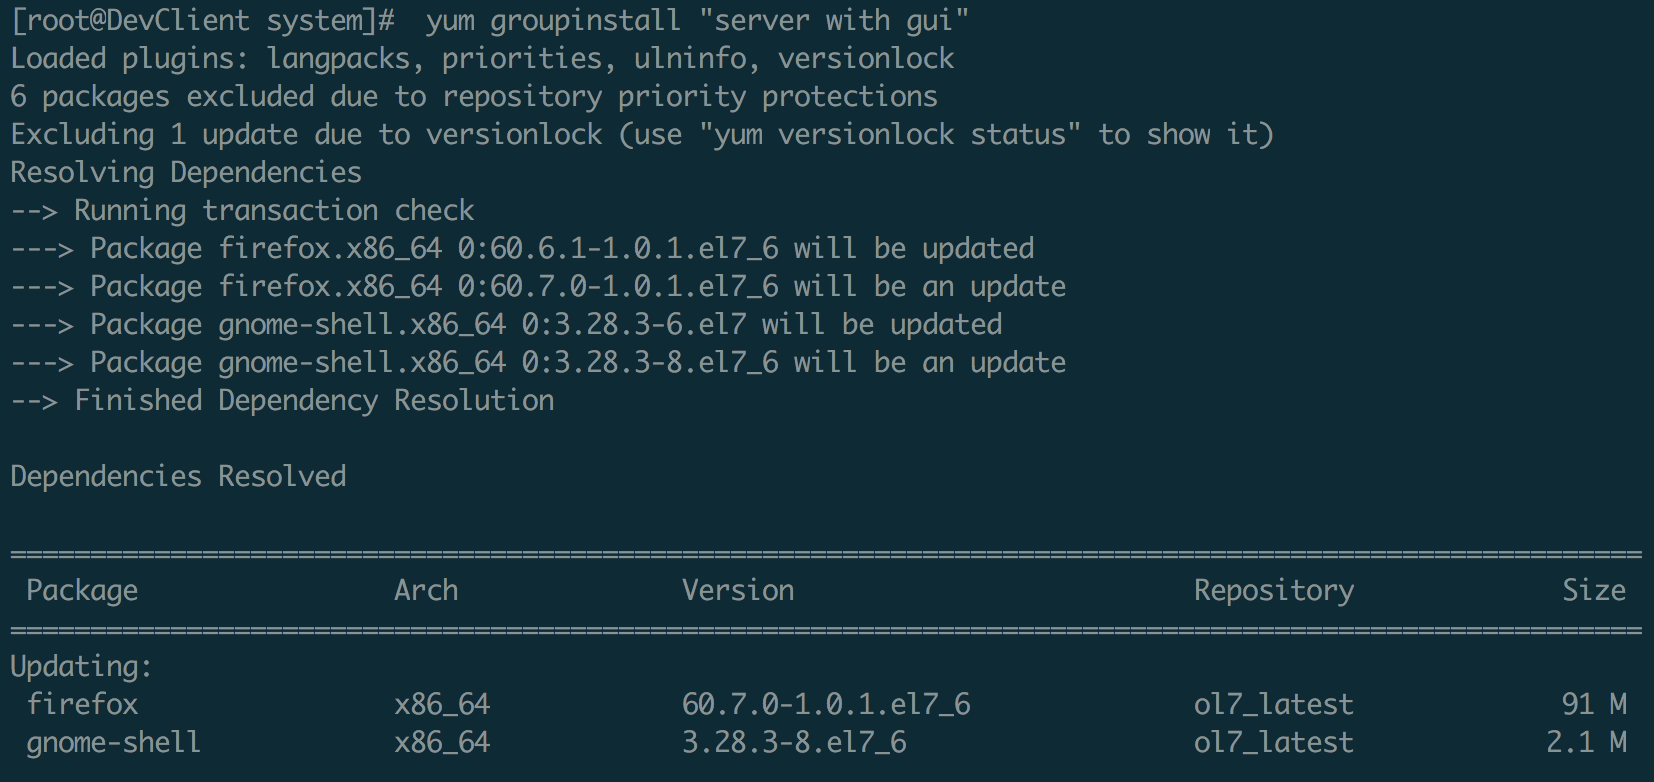 [root@DevClient system]#  yum groupinstall "server with gui"
Loaded plugins: langpacks, priorities, ulninfo, versionlock
6 packages excluded due to repository priority protections
Excluding 1 update due to versionlock (use "yum versionlock status" to show it)
Resolving Dependencies
--> Running transaction check
---> Package firefox.x86_64 0:60.6.1-1.0.1.el7_6 will be updated
---> Package firefox.x86_64 0:60.7.0-1.0.1.el7_6 will be an update
---> Package gnome-shell.x86_64 0:3.28.3-6.el7 will be updated
---> Package gnome-shell.x86_64 0:3.28.3-8.el7_6 will be an update
--> Finished Dependency Resolution
Dependencies Resolved
======================================================================================================
Package Arch Version Repository Size
======================================================================================================
Updating:
firefox x86_64 60.7.0-1.0.1.el7_6 ol7_latest 91 M
gnome-shell x86_64 3.28.3-8.el7_6 ol7_latest 2.1 M